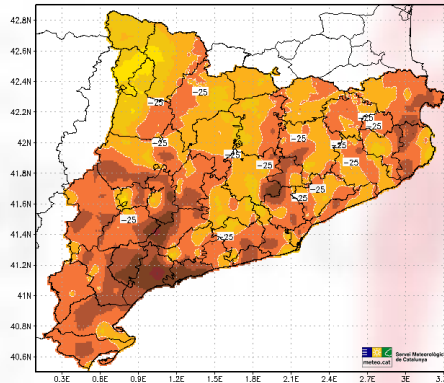 42.8N
42.6N
42.4N
42.2N
42N
41.8N
41.6N
41.4N
41.2N
41N
40.8N
40.6N
-25
-25
-25
-25
-25
-25
-25
-25
-25
-25
-25
-25
-25
-25
0.3E 0.6E 0.9E 1.2E 1.5E 1.8E 2.1E 2.4E 2.7E 3E 3.
meteo.cat
Servei Meteorològic
de Catalunya